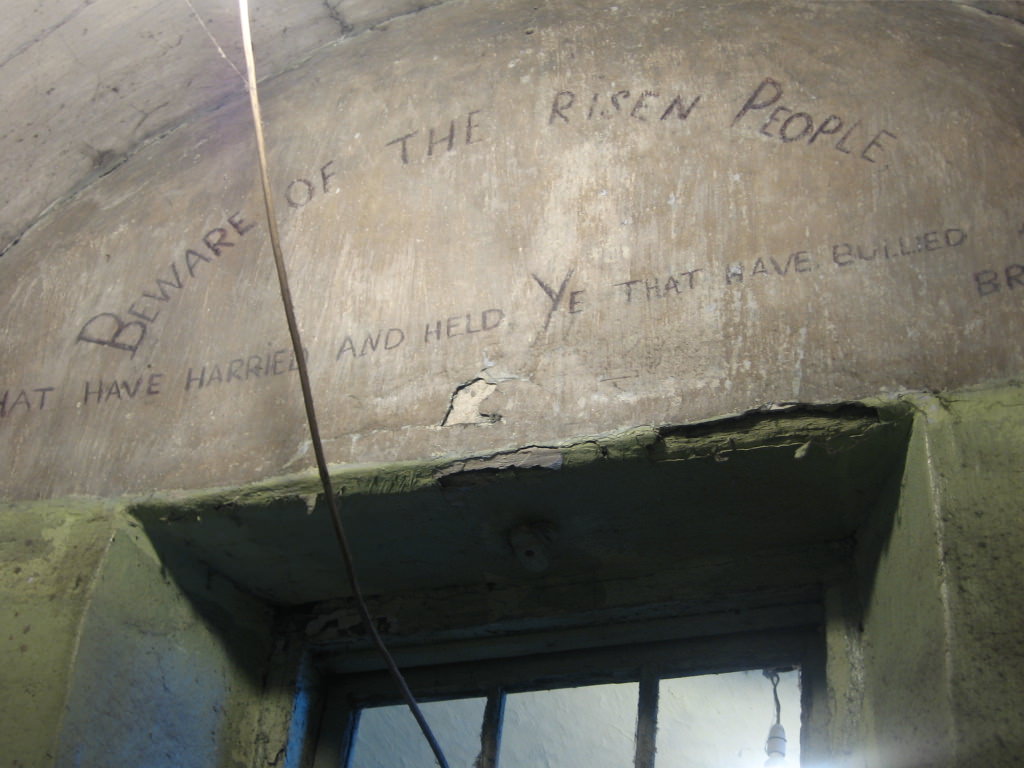 BEWARE OF THE RISEN PEOPLE
HAT HAVE HARRIED AND HELD. YE THAT HAVE BULLIED
BR